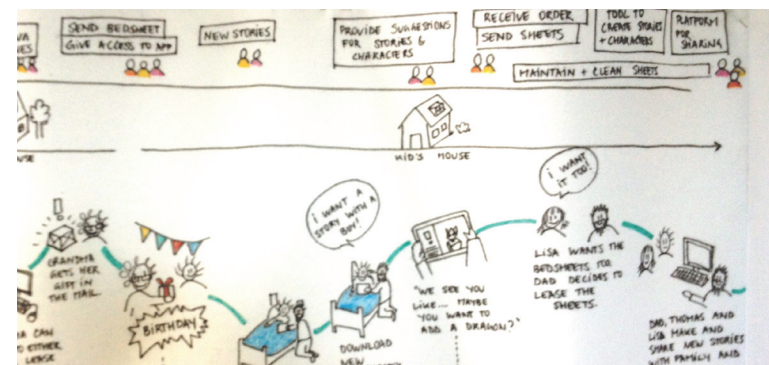 SEND BEDSHEET
GIVE ACCESS TO APP
NEW STORIES
PROVIDE SUGGESTIONS
FOR STORIES &
CHARACTERS
RECEIVE ORDER
SEND SHEETS
TOOL TO
CREATE STORIES
+ CHARACTERS
PLATFORM
FOR
SHARING
MAINTAIN + CLEAN SHEETS
KID'S HOUSE
!
GRANDMA
GETS HER
GIFT IN
THE MAIL.
BIRTHDAY
I WANT A
STORY WITH A
BOY!
DOWNLOAD
NEW
"WE SEE YOU
LIKE... MAYBE
YOU WANT TO
ADD A DRAGON?"
I WANT
IT TOO!
LISA WANTS THE
BEDSHEETS TOO
DAD DECIDES TO
LEASE THE
SHEETS.
DAD, THOMAS AND
LISA MAKE AND
SHARE NEW STORIES
WITH FAMILY AND
CAN
EITHER
LEASE